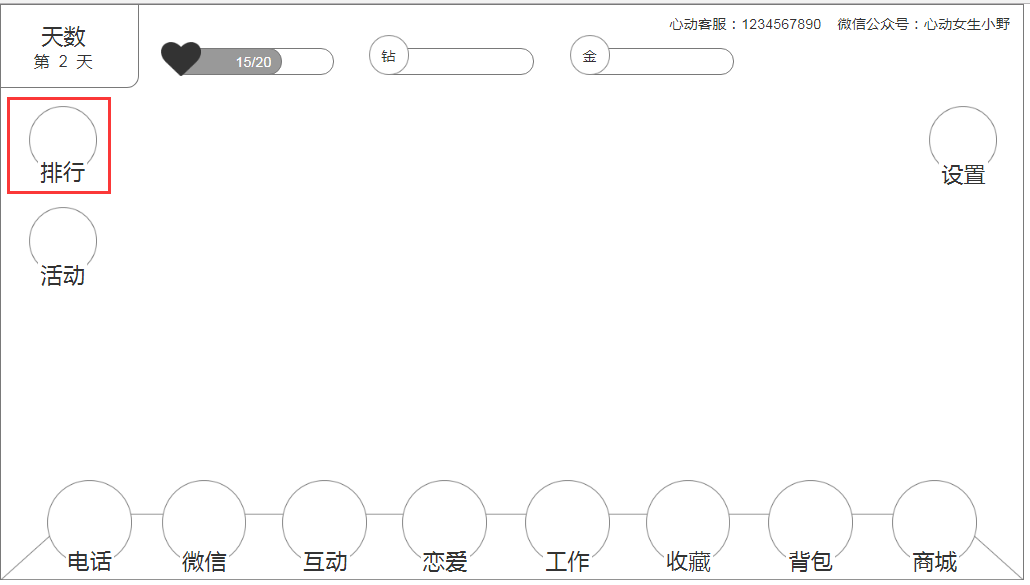 天数
第 2 天
15/20
钻
金
心动客服：1234567890 微信公众号：心动女生小野
排行
设置
活动
电话
微信
互动
恋爱
工作
收藏
背包
商城